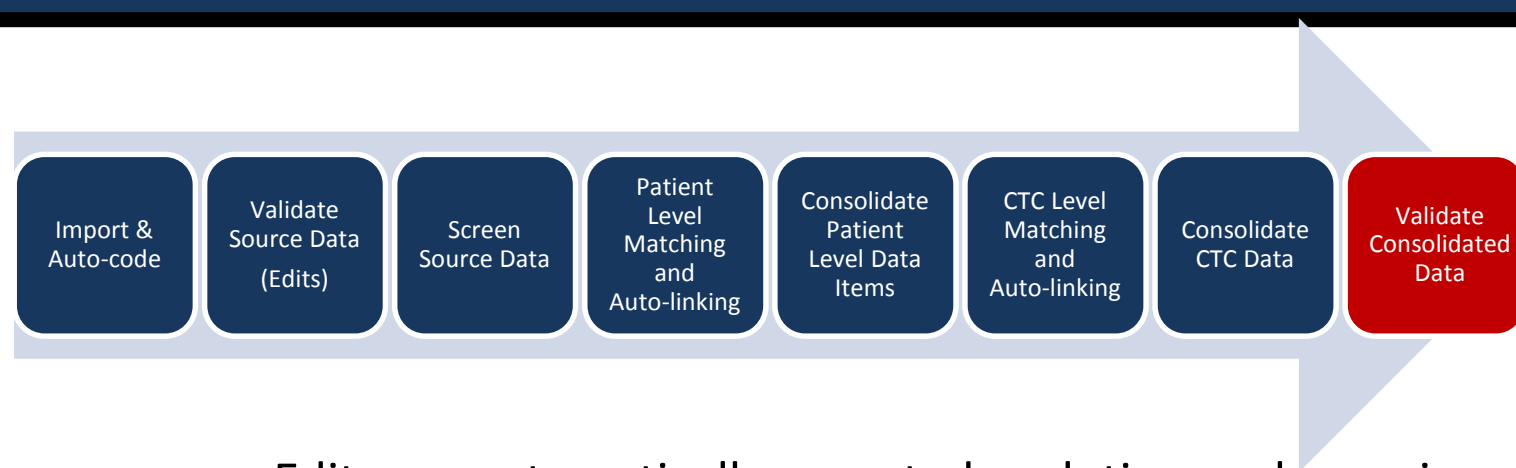 Import &
Auto-code
Validate
Source Data
(Edits)
Screen
Source Data
Patient
Level
Matching
and
Auto-linking
Consolidate
Patient
Level Data
Items
CTC Level
Matching
and
Auto-linking
Consolidate
CTC Data
Validate
Consolidated
Data